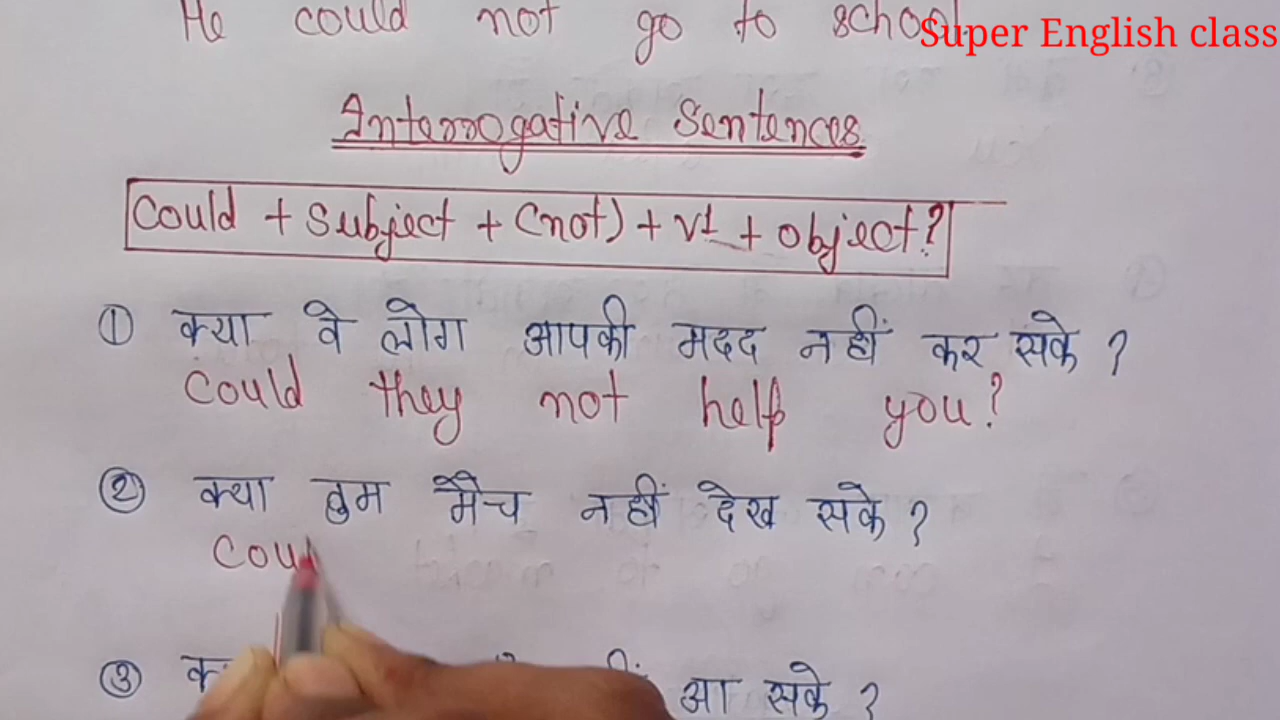 He could not go to school.
Super English class
Interrogative Sentences
Could + Subject + (not) + v1 + object?
① क्या वे लोग आपकी मदद नहीं कर सके ?
Could they not help you?
② क्या तुम मैच नहीं देख सके ?
Cou
③ आ सके ?